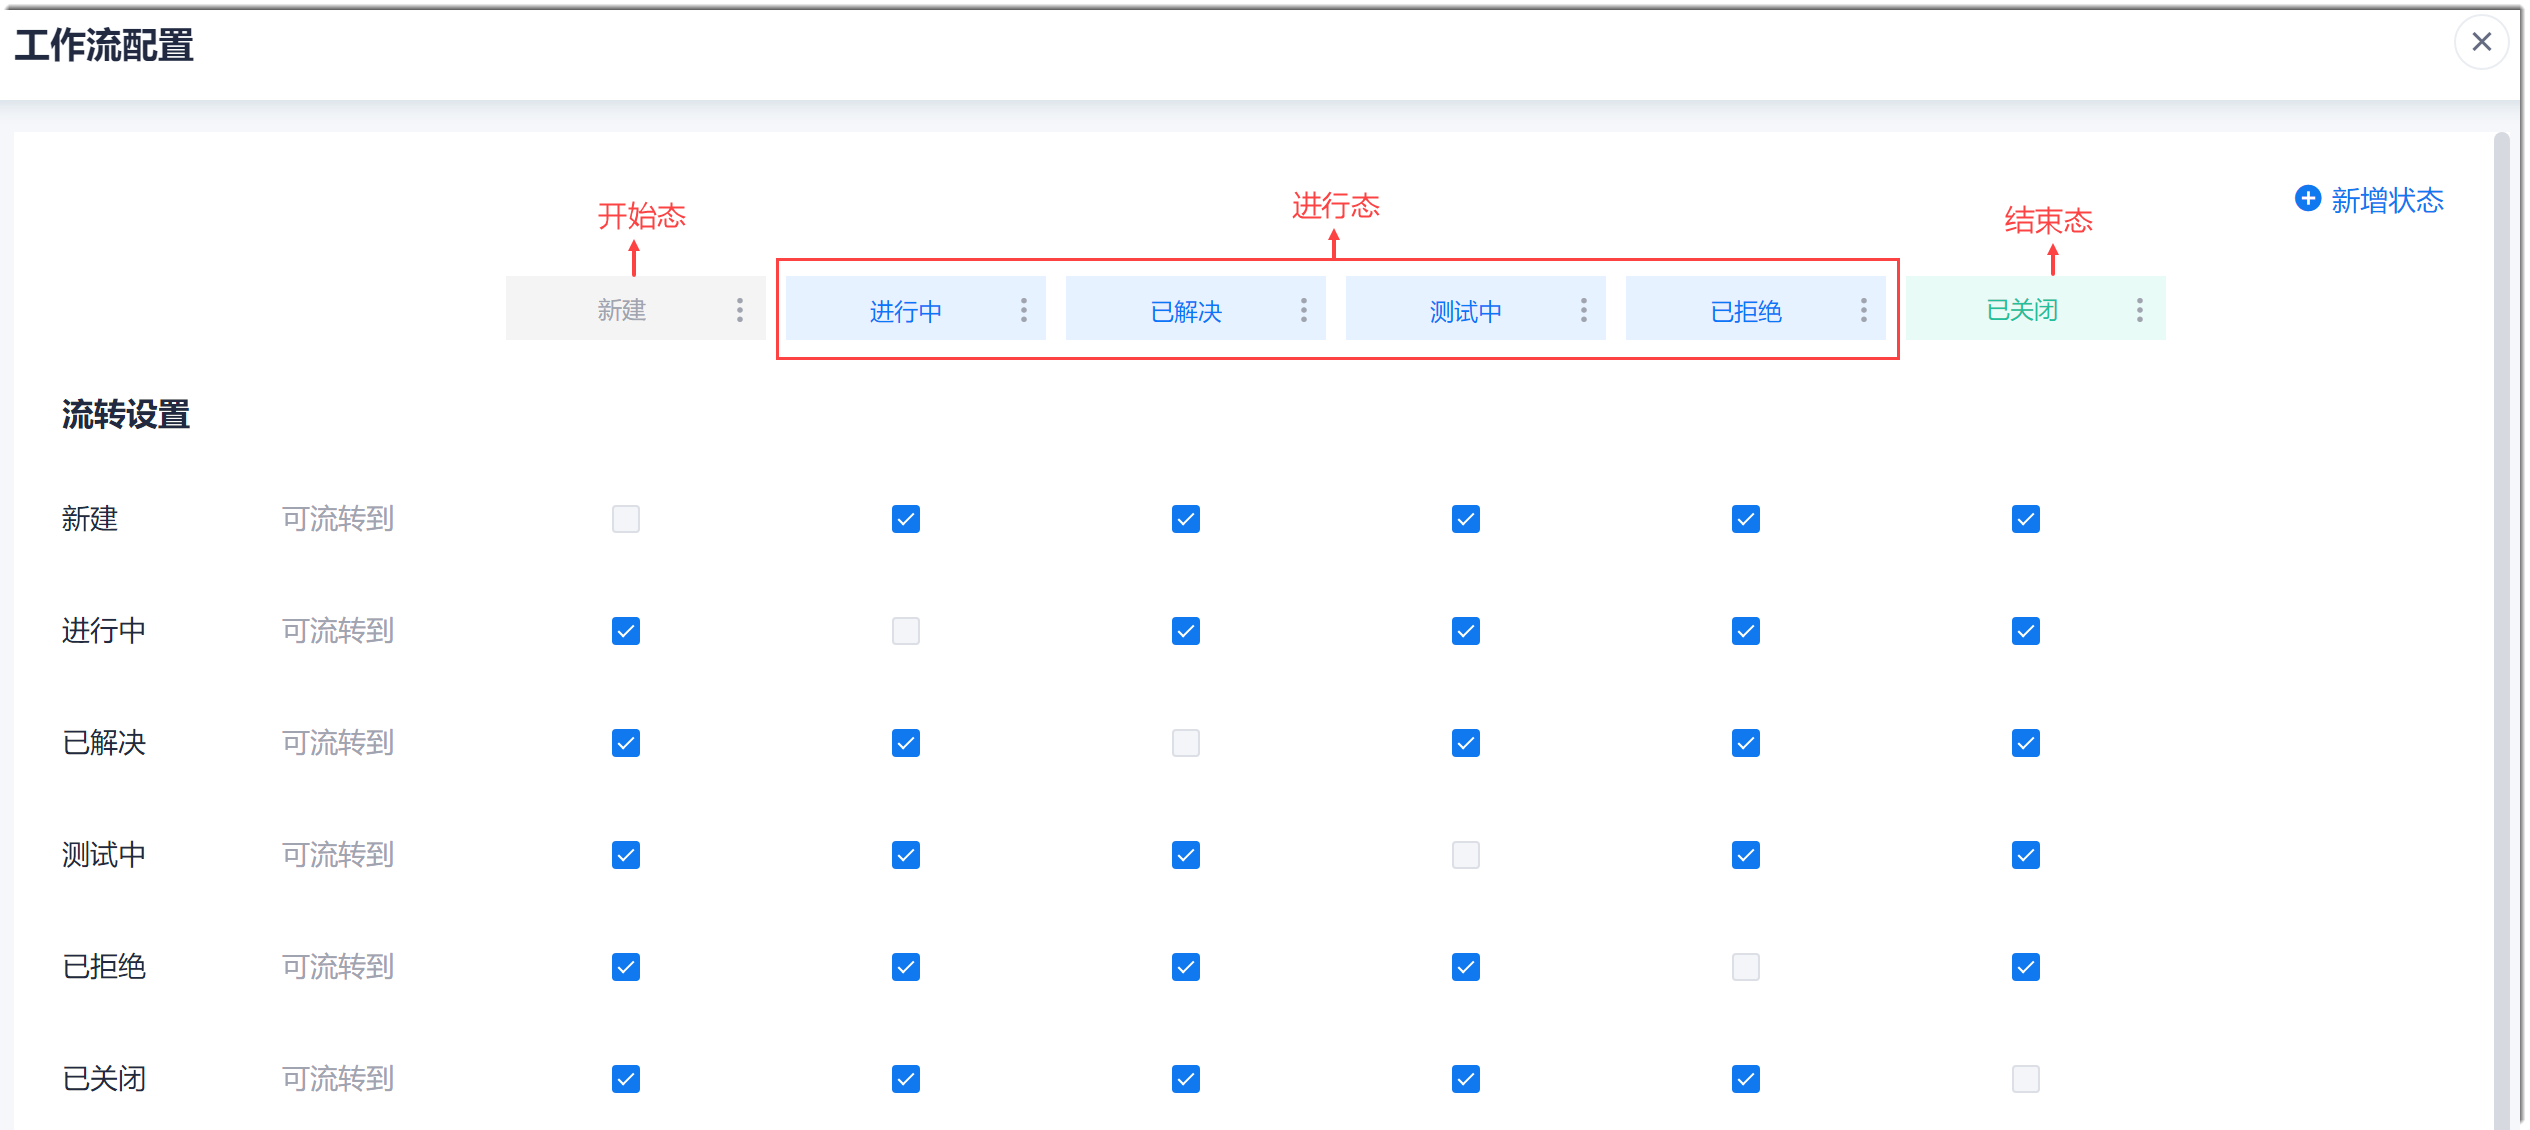 工作流配置
新增状态
开始态 进行态 结束态
新建 进行中 已解决 测试中 已拒绝 已关闭
流转设置
新建 可流转到
进行中 可流转到
已解决 可流转到
测试中 可流转到
已拒绝 可流转到
已关闭 可流转到